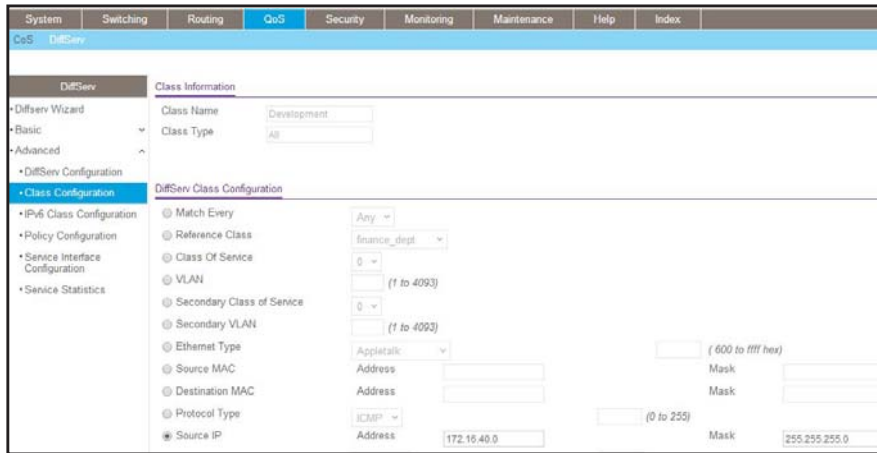 System Switching Routing QoS Security Monitoring Maintenance Help Index
CoS DiffServ
DiffServ
Diffserv Wizard
Basic
Advanced
DiffServ Configuration
Class Configuration
IPv6 Class Configuration
Policy Configuration
Service Interface
Configuration
Service Statistics
Class Information
Class Name Development
Class Type All
DiffServ Class Configuration
Match Every Any
Reference Class finance_dept
Class Of Service 0
VLAN (1 to 4093)
Secondary Class of Service 0
Secondary VLAN (1 to 4093)
Ethernet Type Appletalk ( 600 to ffff hex)
Source MAC Address Mask
Destination MAC Address Mask
Protocol Type ICMP (0 to 255)
Source IP Address 172.16.40.0 Mask 255.255.255.0